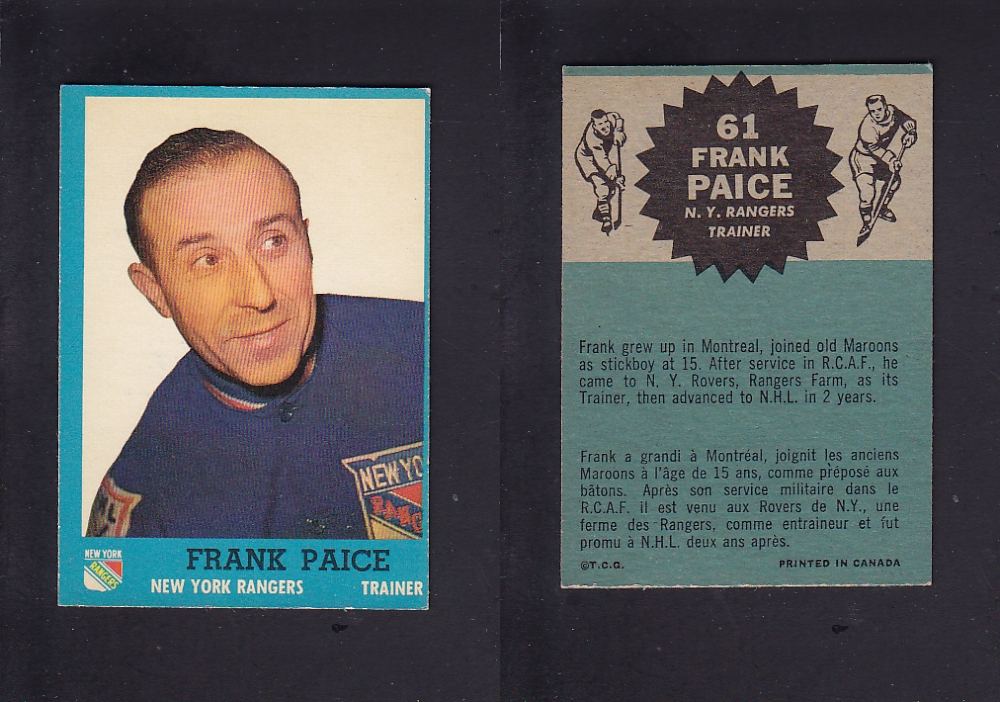 NEW YO
RANG
NEW YORK
RANGERS
FRANK PAICE
NEW YORK RANGERS TRAINER
61
FRANK
PAICE
N. Y. RANGERS
TRAINER
Frank grew up in Montreal, joined old Maroons
as stickboy at 15. After service in R.C.A.F., he
came to N. Y. Rovers, Rangers Farm, as its
Trainer, then advanced to N.H.L. in 2 years.
Frank a grandi à Montréal, joignit les anciens
Maroons à l'âge de 15 ans, comme préposé aux
bâtons. Après son service militaire dans le
R.C.A.F. il est venu aux Rovers de N.Y., une
ferme des Rangers, comme entraineur et fut
promu à N.H.L. deux ans après.
©T.C.G. PRINTED IN CANADA